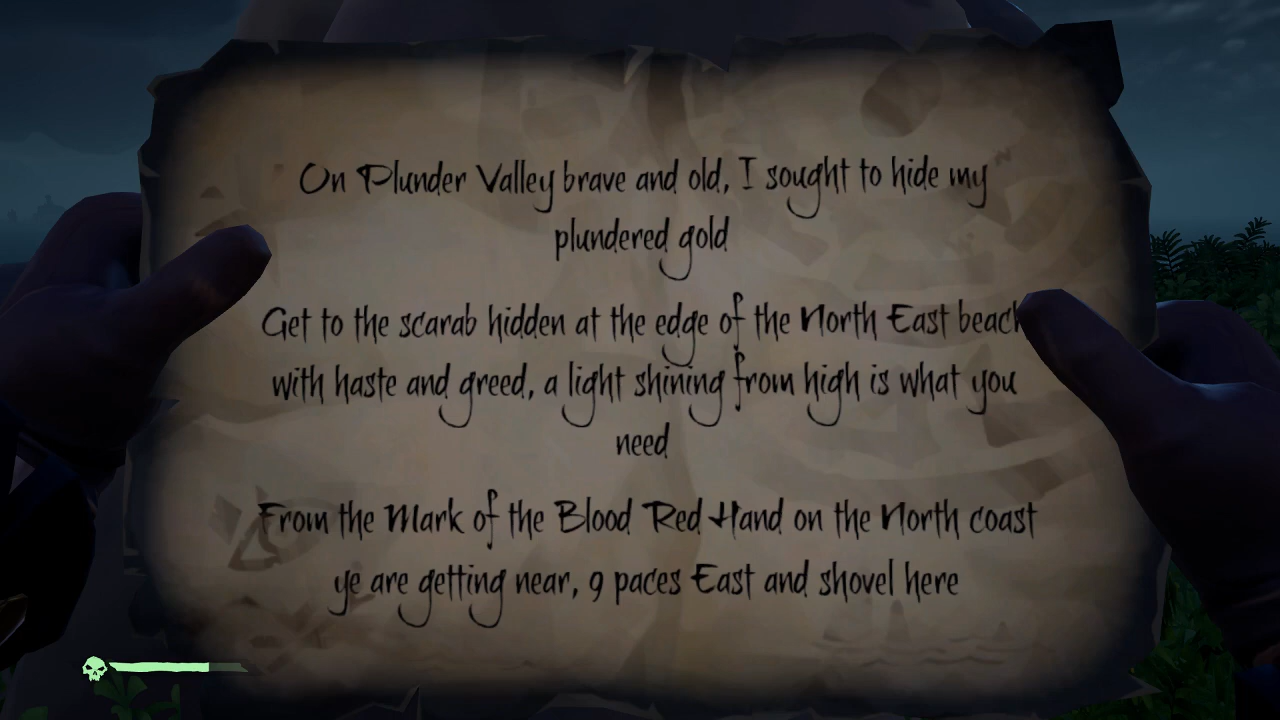 On Plunder Valley brave and old, I sought to hide my
plundered gold
Get to the scarab hidden at the edge of the North East beach
with haste and greed, a light shining from high is what you
need
From the Mark of the Blood Red Hand on the North coast
ye are getting near, 9 paces East and shovel here